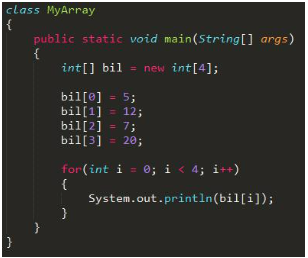 class MyArray
{
    public static void main(String[] args)
    {
        int[] bil = new int[4];

        bil[0] = 5;
        bil[1] = 12;
        bil[2] = 7;
        bil[3] = 20;

        for(int i = 0; i < 4; i++)
        {
            System.out.println(bil[i]);
        }
    }
}